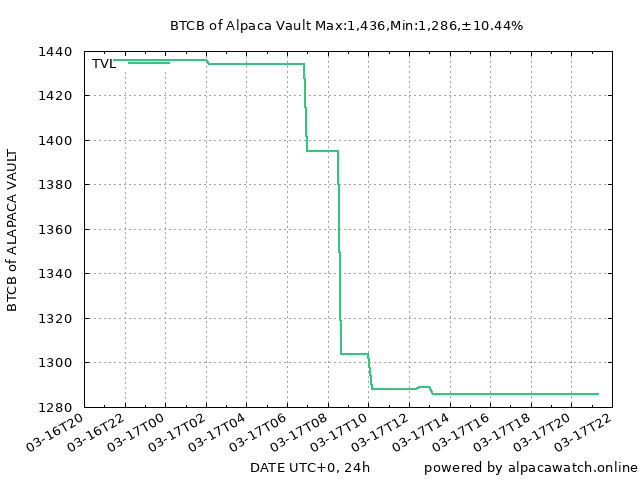 BTCB of Alpaca Vault Max:1,436,Min:1,286,±10.44%
TVL
1440
1420
1400
1380
1360
1340
1320
1300
1280
BTCB of ALAPACA VAULT
03-16T20
03-16T22
03-17T00
03-17T02
03-17T04
03-17T06
03-17T08
03-17T10
03-17T12
03-17T14
03-17T16
03-17T18
03-17T20
03-17T22
DATE UTC+0, 24h
powered by alpacawatch.online